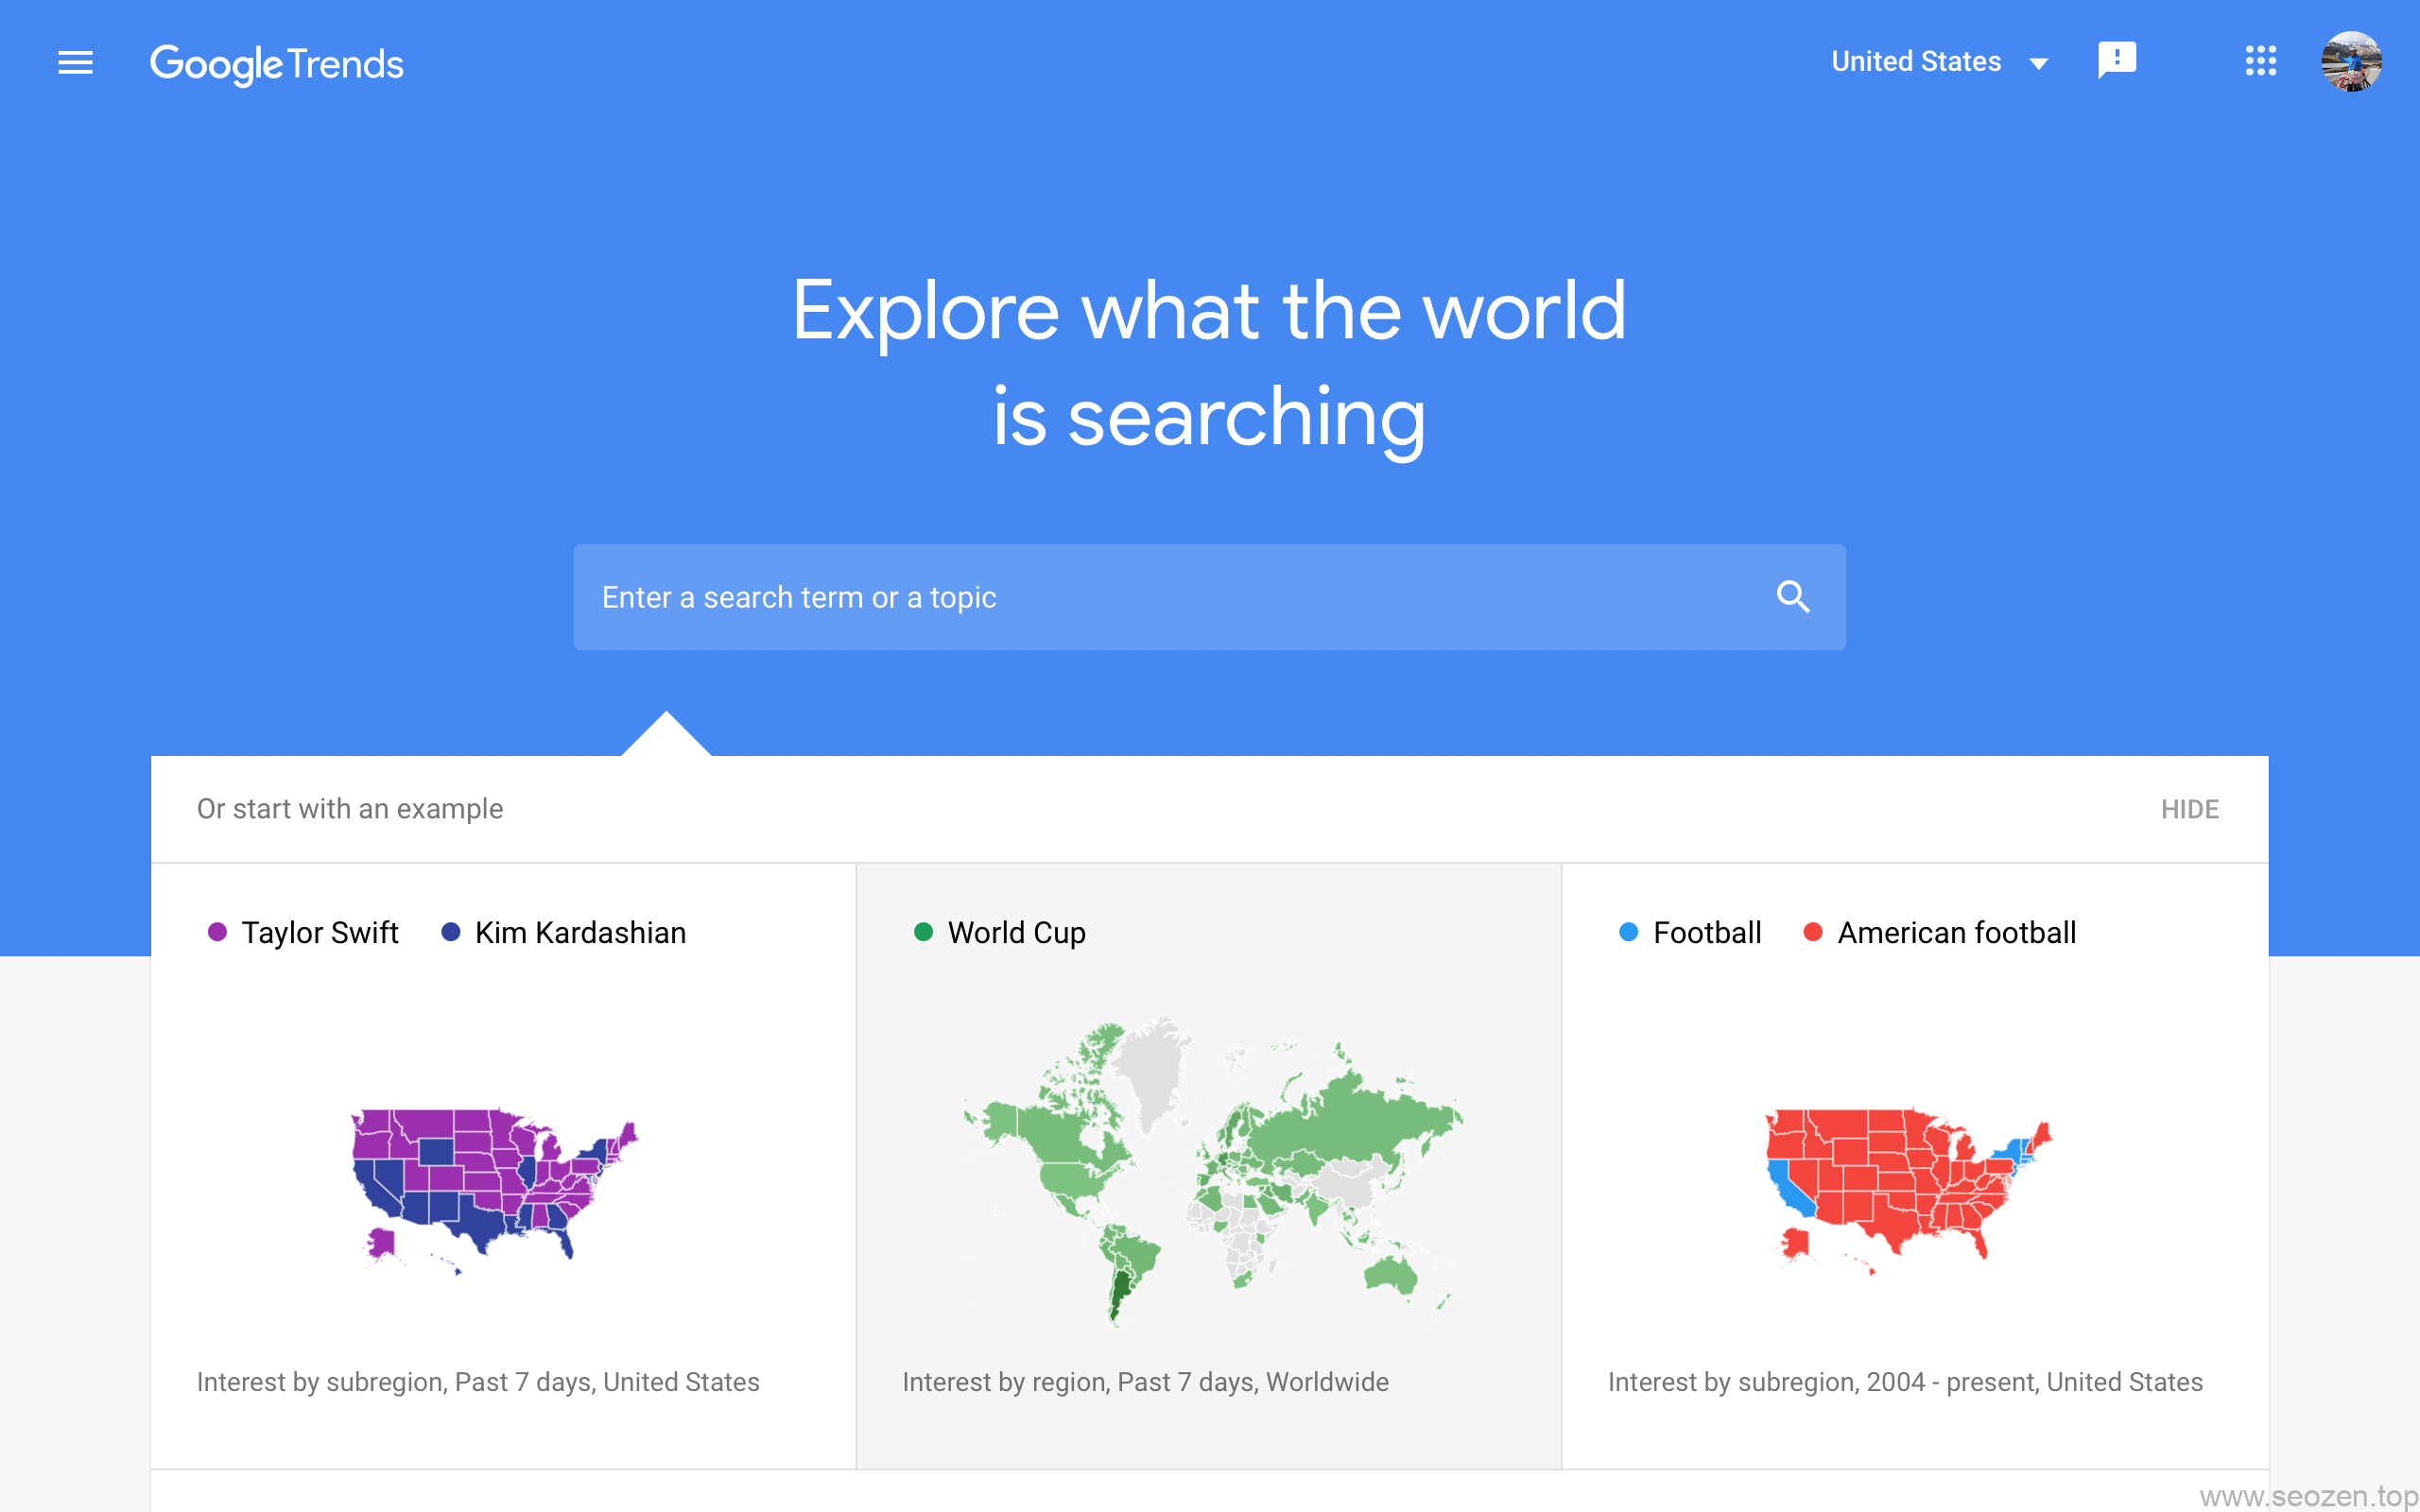 Google Trends
United States
Explore what the world
is searching
Enter a search term or a topic
Or start with an example
HIDE
Taylor Swift Kim Kardashian
World Cup
Football American football
Interest by subregion, Past 7 days, United States
Interest by region, Past 7 days, Worldwide
Interest by subregion, 2004 - present, United States
www.seozen.top